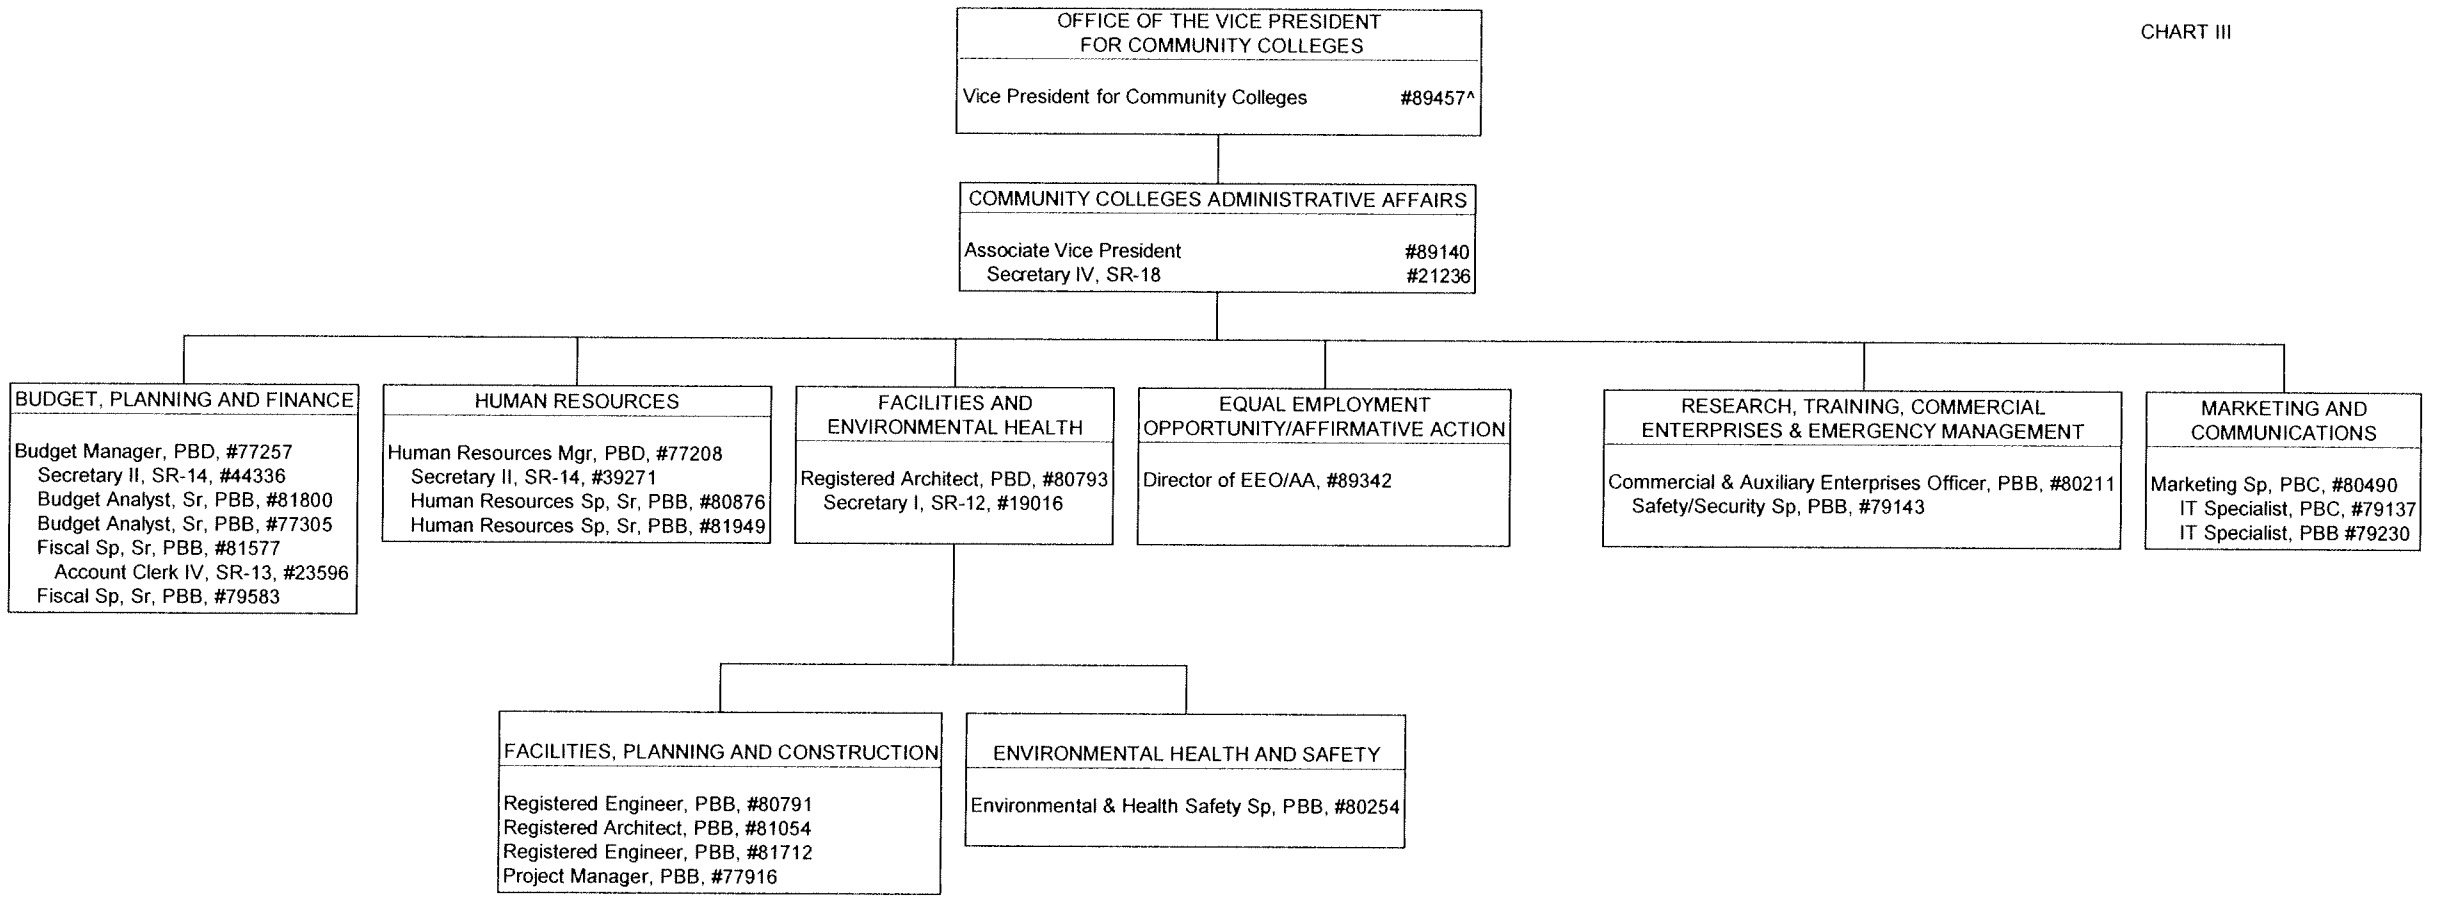 CHART III
OFFICE OF THE VICE PRESIDENT
FOR COMMUNITY COLLEGES
Vice President for Community Colleges #89457^
COMMUNITY COLLEGES ADMINISTRATIVE AFFAIRS
Associate Vice President #89140
Secretary IV, SR-18 #21236
BUDGET, PLANNING AND FINANCE
Budget Manager, PBD, #77257
Secretary II, SR-14, #44336
Budget Analyst, Sr, PBB, #81800
Budget Analyst, Sr, PBB, #77305
Fiscal Sp, Sr, PBB, #81577
Account Clerk IV, SR-13, #23596
Fiscal Sp, Sr, PBB, #79583
HUMAN RESOURCES
Human Resources Mgr, PBD, #77208
Secretary II, SR-14, #39271
Human Resources Sp, Sr, PBB, #80876
Human Resources Sp, Sr, PBB, #81949
FACILITIES AND
ENVIRONMENTAL HEALTH
Registered Architect, PBD, #80793
Secretary I, SR-12, #19016
EQUAL EMPLOYMENT
OPPORTUNITY/AFFIRMATIVE ACTION
Director of EEO/AA, #89342
RESEARCH, TRAINING, COMMERCIAL
ENTERPRISES & EMERGENCY MANAGEMENT
Commercial & Auxiliary Enterprises Officer, PBB, #80211
Safety/Security Sp, PBB, #79143
MARKETING AND
COMMUNICATIONS
Marketing Sp, PBC, #80490
IT Specialist, PBC, #79137
IT Specialist, PBB #79230
FACILITIES, PLANNING AND CONSTRUCTION
Registered Engineer, PBB, #80791
Registered Architect, PBB, #81054
Registered Engineer, PBB, #81712
Project Manager, PBB, #77916
ENVIRONMENTAL HEALTH AND SAFETY
Environmental & Health Safety Sp, PBB, #80254